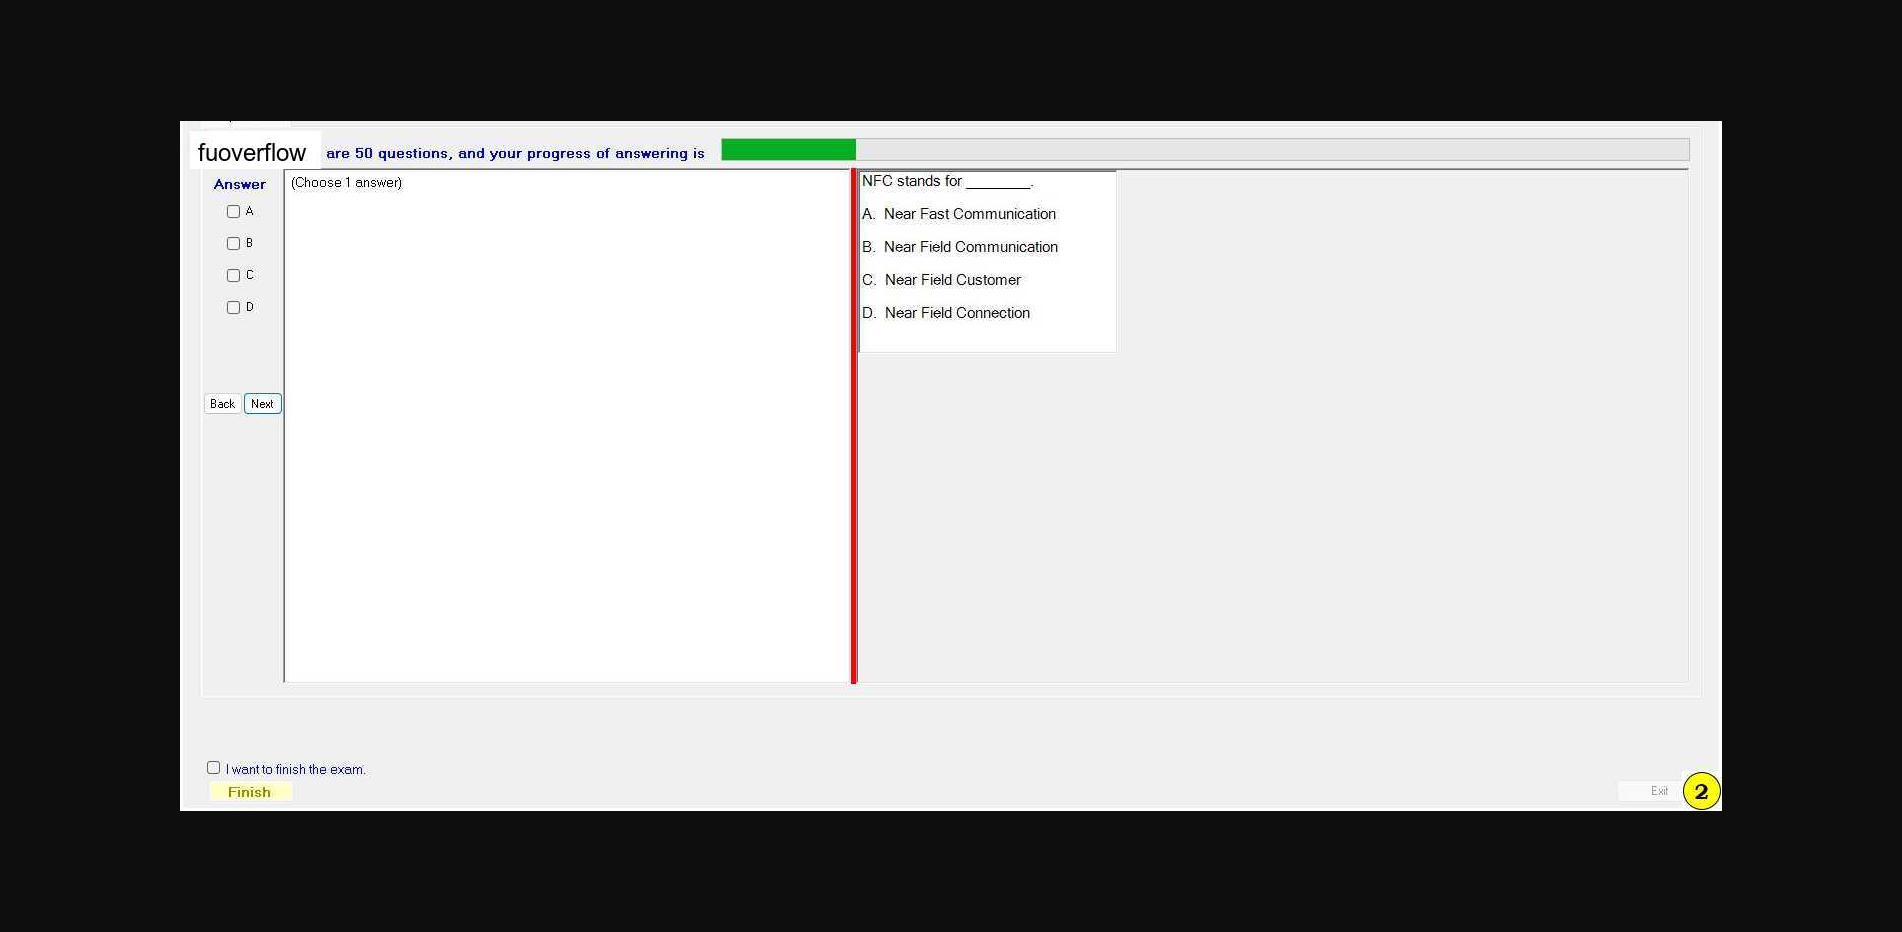 fuoverflow are 50 questions, and your progress of answering is
Answer
(Choose 1 answer)
A
B
C
D
Back Next
NFC stands for ________.
A. Near Fast Communication
B. Near Field Communication
C. Near Field Customer
D. Near Field Connection
I want to finish the exam.
Finish
Exit
2